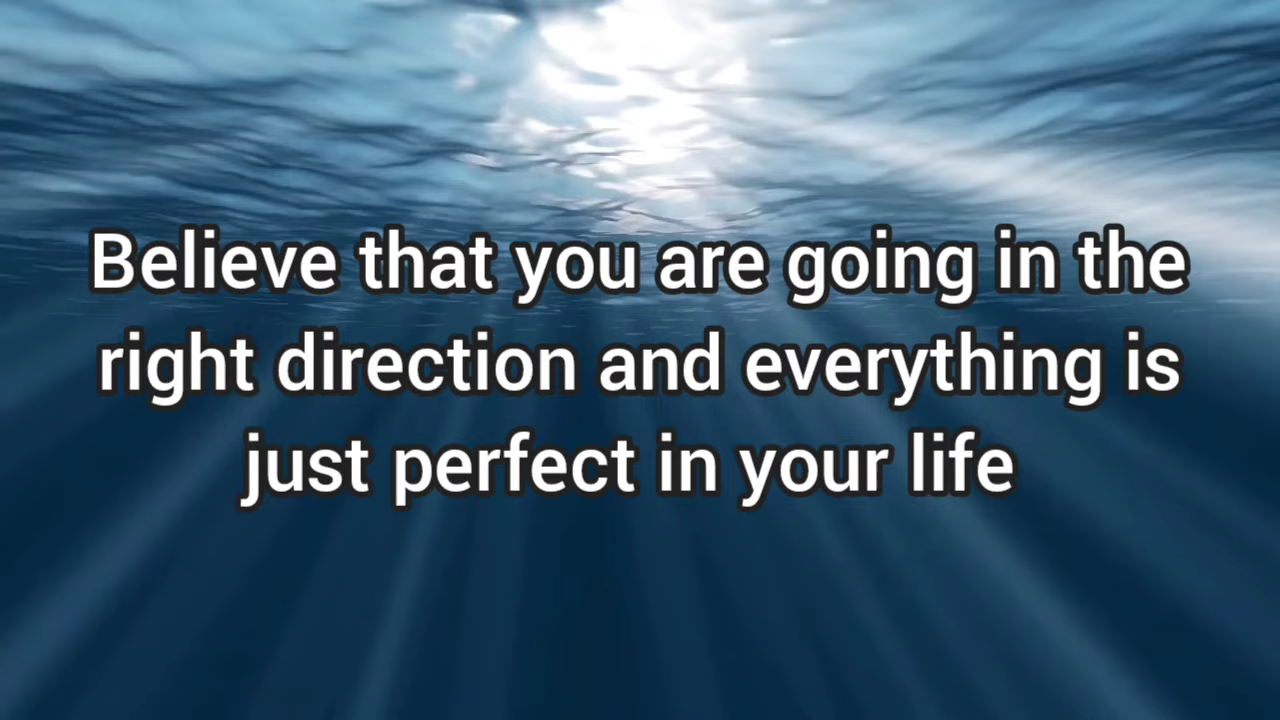 Believe that you are going in the
right direction and everything is
just perfect in your life